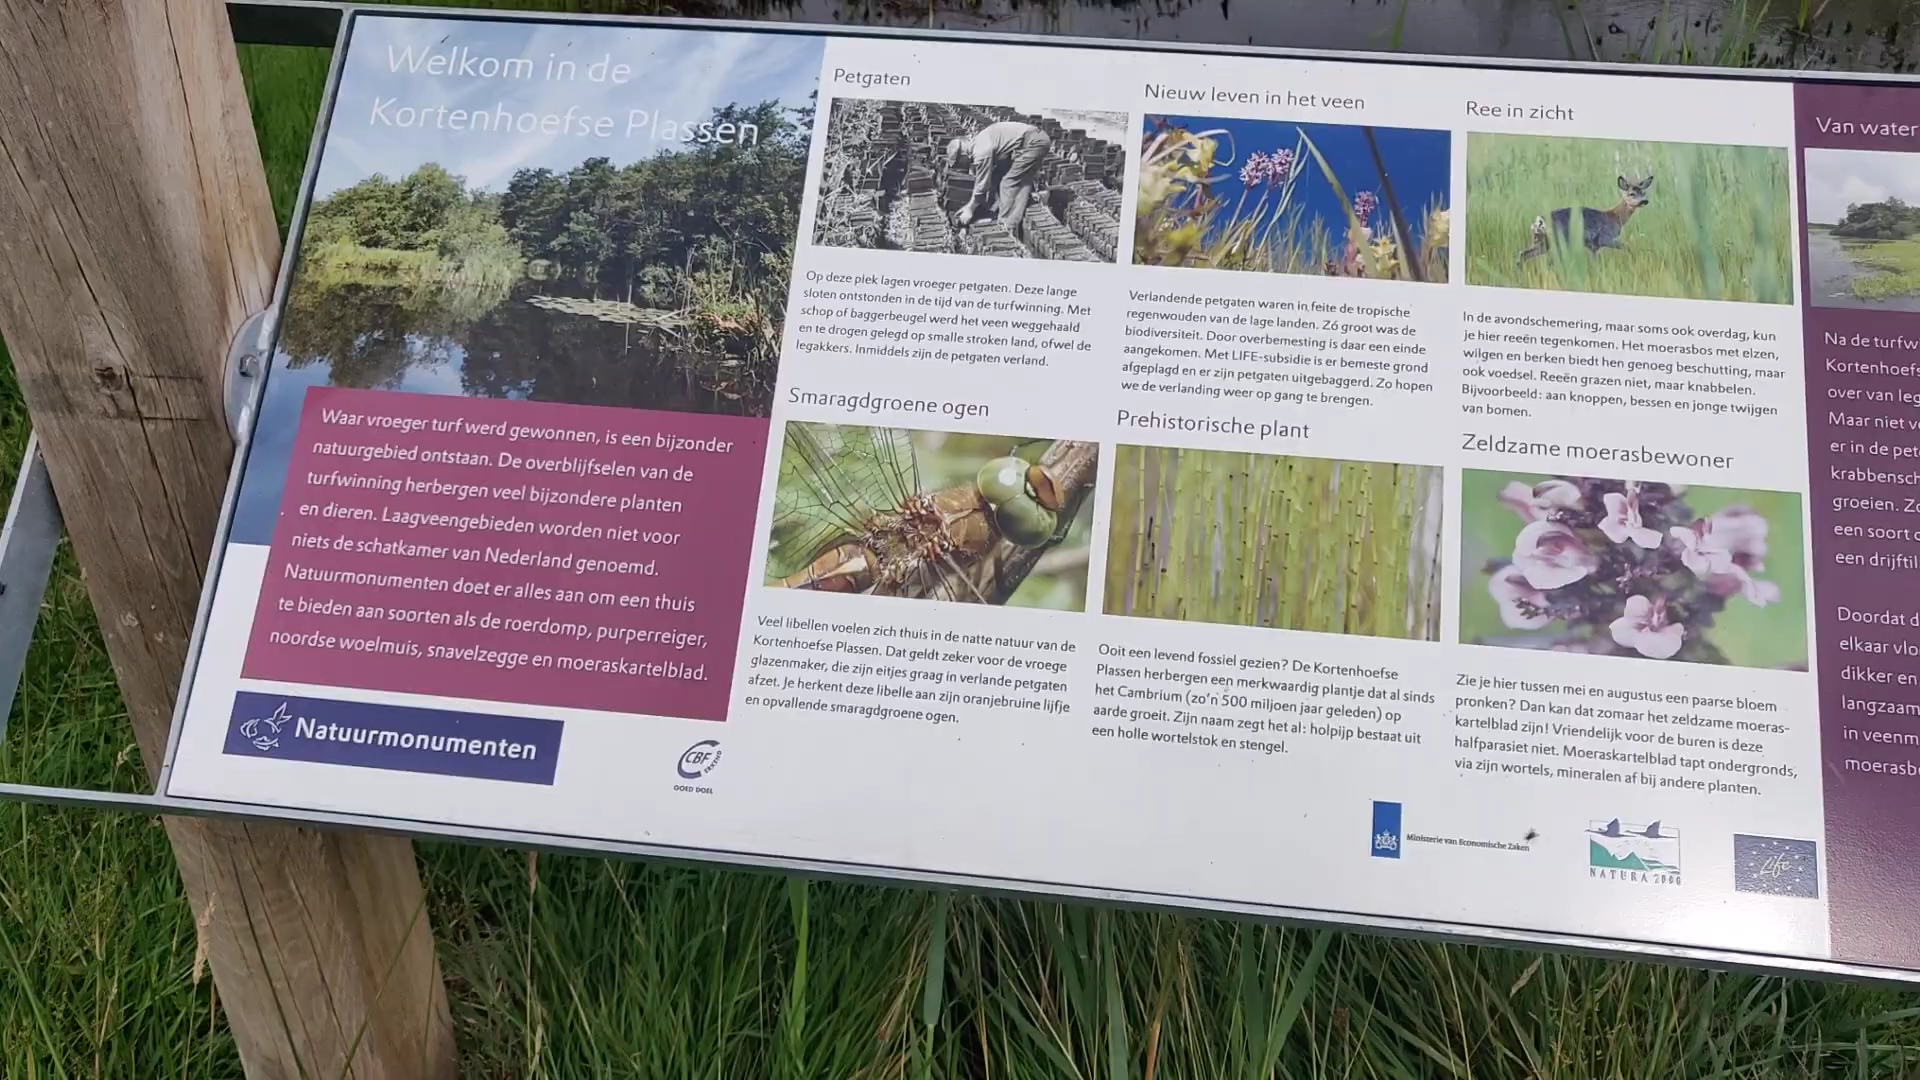 Welkom in de
Kortenhoefse Plassen
Waar vroeger turf werd gewonnen, is een bijzonder
natuurgebied ontstaan. De overblijfselen van de
turfwinning herbergen veel bijzondere planten
en dieren. Laagveengebieden worden niet voor
niets de schatkamer van Nederland genoemd.
Natuurmonumenten doet er alles aan om een thuis
te bieden aan soorten als de roerdomp, purperreiger,
noordse woelmuis, snavelzegge en moeraskartelblad.
Natuurmonumenten
CBF
ERKEND
GOED DOEL
Petgaten
Op deze plek lagen vroeger petgaten. Deze lange
sloten ontstonden in de tijd van de turfwinning. Met
schop of baggerbeugel werd het veen weggehaald
en te drogen gelegd op smalle stroken land, ofwel de
legakkers. Inmiddels zijn de petgaten verland.
Nieuw leven in het veen
Verlandende petgaten waren in feite de tropische
regenwouden van de lage landen. Zó groot was de
biodiversiteit. Door overbemesting is daar een einde
aangekomen. Met LIFE-subsidie is er bemeste grond
afgeplagd en er zijn petgaten uitgebaggerd. Zo hopen
we de verlanding weer op gang te brengen.
Ree in zicht
In de avondschemering, maar soms ook overdag, kun
je hier reeën tegenkomen. Het moerasbos met elzen,
wilgen en berken biedt hen genoeg beschutting, maar
ook voedsel. Reeën grazen niet, maar knabbelen.
Bijvoorbeeld: aan knoppen, bessen en jonge twijgen
van bomen.
Smaragdgroene ogen
Veel libellen voelen zich thuis in de natte natuur van de
Kortenhoefse Plassen. Dat geldt zeker voor de vroege
glazenmaker, die zijn eitjes graag in verlande petgaten
afzet. Je herkent deze libelle aan zijn oranjebruine lijfje
en opvallende smaragdgroene ogen.
Prehistorische plant
Ooit een levend fossiel gezien? De Kortenhoefse
Plassen herbergen een merkwaardig plantje dat al sinds
het Cambrium (zo'n 500 miljoen jaar geleden) op
aarde groeit. Zijn naam zegt het al: holpijp bestaat uit
een holle wortelstok en stengel.
Zeldzame moerasbewoner
Zie je hier tussen mei en augustus een paarse bloem
pronken? Dan kan dat zomaar het zeldzame moeras-
kartelblad zijn! Vriendelijk voor de buren is deze
halfparasiet niet. Moeraskartelblad tapt ondergronds,
via zijn wortels, mineralen af bij andere planten.
Ministerie van Economische Zaken
NATURA 2000
Life
Van water
Na de turfw
Kortenhoefs
over van leg
Maar niet v
er in de pet
krabbensch
groeien. Zo
een soort d
een drijftil
Doordat d
elkaar vlo
dikker en
langzaam
in veenm
moerasb